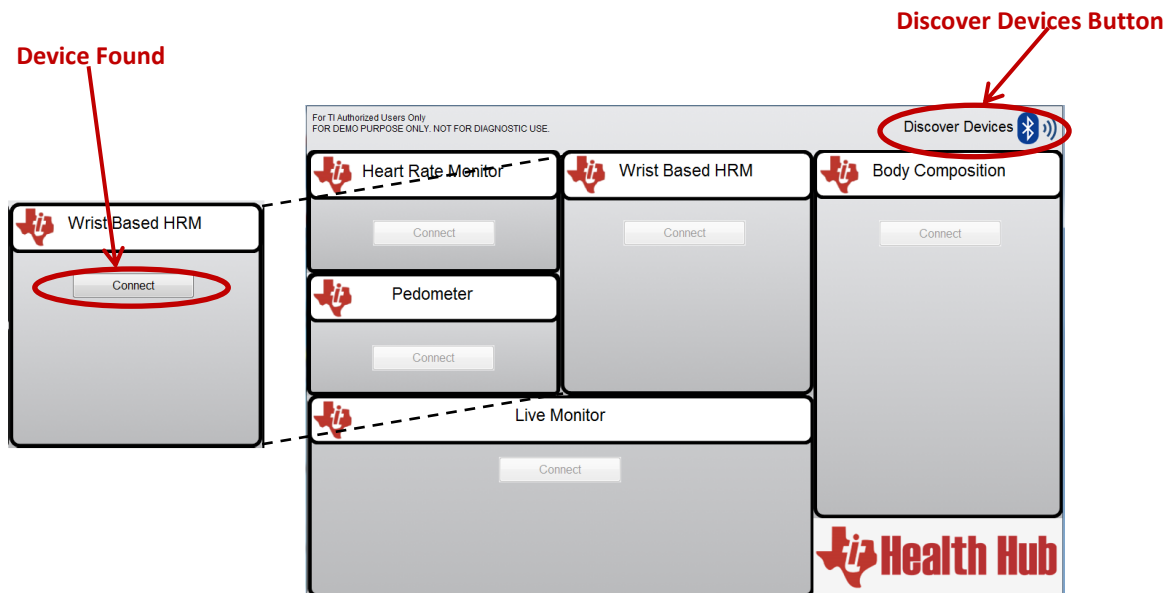 Discover Devices Button
Device Found
For TI Authorized Users Only
FOR DEMO PURPOSE ONLY. NOT FOR DIAGNOSTIC USE.
Discover Devices
Heart Rate Monitor
Wrist Based HRM
Body Composition
Wrist Based HRM
Connect
Connect
Connect
Connect
Pedometer
Connect
Live Monitor
Connect
Health Hub